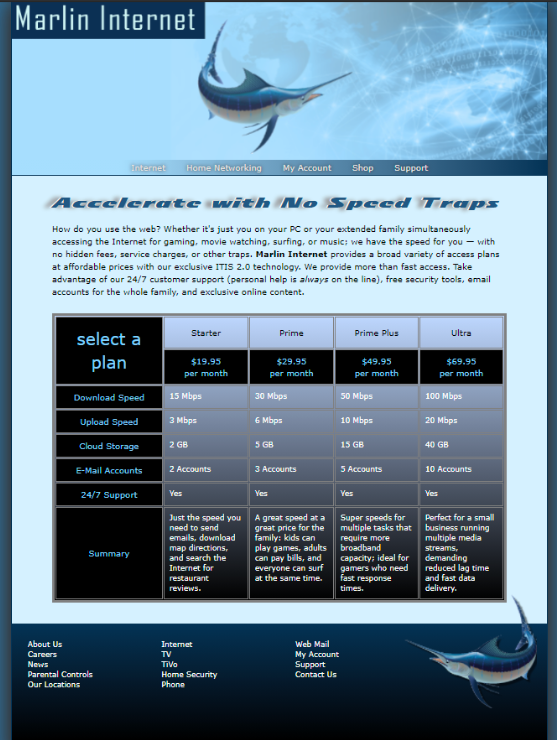 Marlin Internet
Internet Home Networking My Account Shop Support
Accelerate with No Speed Traps
How do you use the web? Whether it's just you on your PC or your extended family simultaneously
accessing the Internet for gaming, movie watching, surfing, or music; we have the speed for you — with
no hidden fees, service charges, or other traps. Marlin Internet provides a broad variety of access plans
at affordable prices with our exclusive ITIS 2.0 technology. We provide more than fast access. Take
advantage of our 24/7 customer support (personal help is always on the line), free security tools, email
accounts for the whole family, and exclusive online content.
select a
plan
Starter Prime Prime Plus Ultra
$19.95 $29.95 $49.95 $69.95
per month per month per month per month
Download Speed 15 Mbps 30 Mbps 50 Mbps 100 Mbps
Upload Speed 3 Mbps 6 Mbps 10 Mbps 20 Mbps
Cloud Storage 2 GB 5 GB 15 GB 40 GB
E-Mail Accounts 2 Accounts 3 Accounts 5 Accounts 10 Accounts
24/7 Support Yes Yes Yes Yes
Summary
Just the speed you
need to send
emails, download
map directions,
and search the
Internet for
restaurant
reviews.
A great speed at a
great price for the
family: kids can
play games, adults
can pay bills, and
everyone can surf
at the same time.
Super speeds for
multiple tasks that
require more
broadband
capacity; ideal for
gamers who need
fast response
times.
Perfect for a small
business running
multiple media
streams,
demanding
reduced lag time
and fast data
delivery.
About Us Internet Web Mail
Careers TV My Account
News TiVo Support
Parental Controls Home Security Contact Us
Our Locations Phone